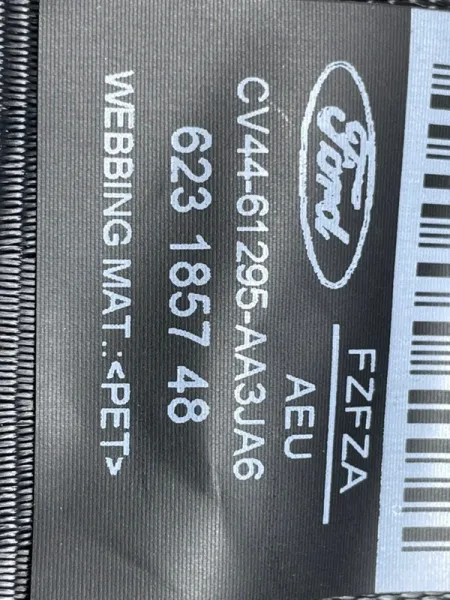 Ford
FZFZA
AEU
CV44-61295-AA3JA6
623 1857 48
WEBBING MAT.:<PET>